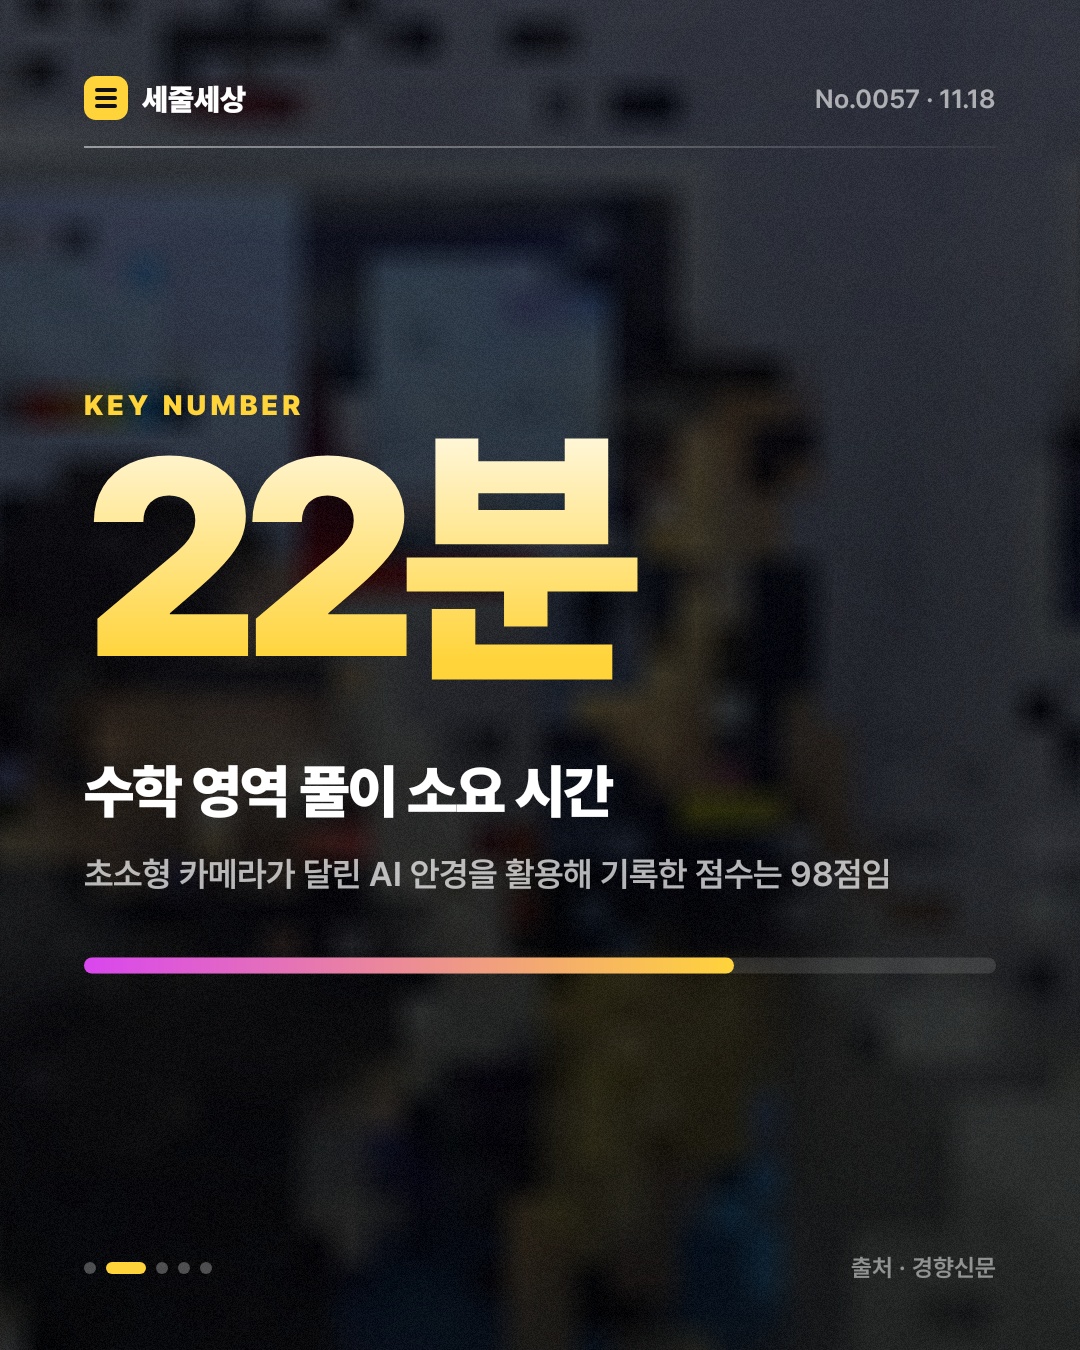 세줄세상
No.0057 · 11.18
KEY NUMBER
22분
수학 영역 풀이 소요 시간
초소형 카메라가 달린 AI 안경을 활용해 기록한 점수는 98점임
출처 · 경향신문